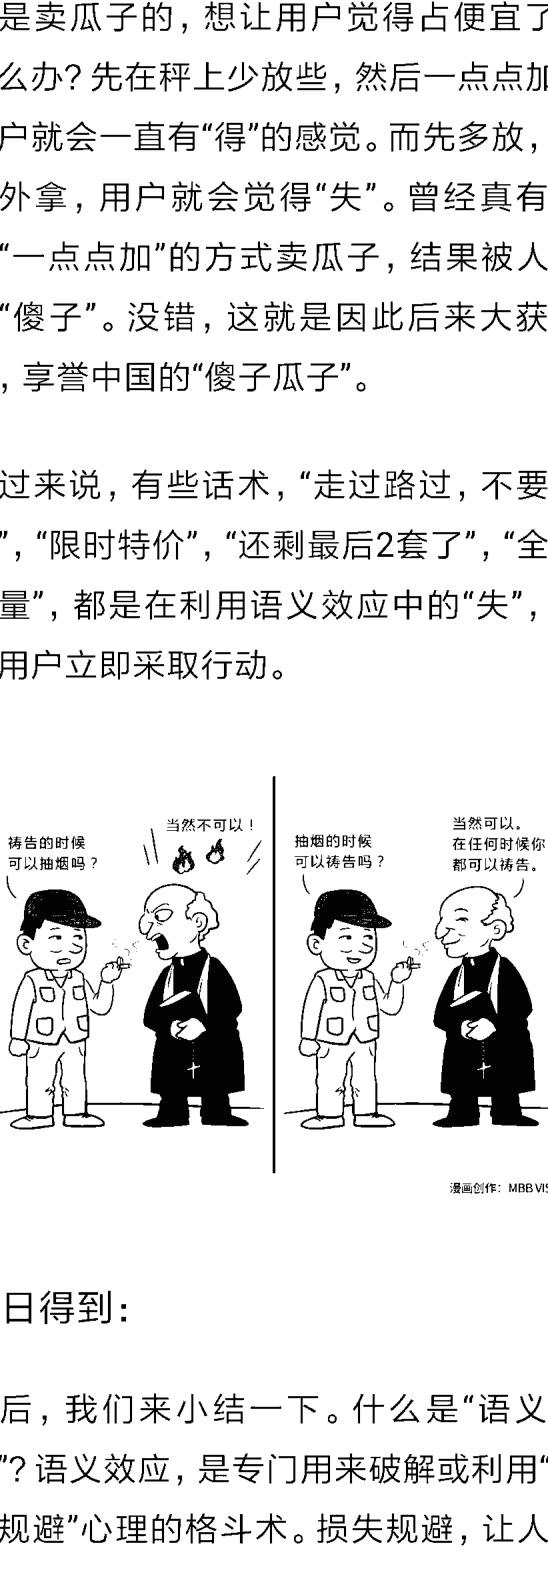 是卖瓜子的，想让用户觉得占便宜了
么办？先在秤上少放些，然后一点点加
户就会一直有“得”的感觉。而先多放，
外拿，用户就会觉得“失”。曾经真有
“一点点加”的方式卖瓜子，结果被人
“傻子”。没错，这就是因此后来大获
，享誉中国的“傻子瓜子”。
过来说，有些话术，“走过路过，不要
”，“限时特价”，“还剩最后2套了”，“全
量”，都是在利用语义效应中的“失”，
用户立即采取行动。
祷告的时候
可以抽烟吗？
当然不可以！
抽烟的时候
可以祷告吗？
当然可以。
在任何时候你
都可以祷告。
漫画创作：MBB VIS
日得到：
后，我们来小结一下。什么是“语义
”？语义效应，是专门用来破解或利用“
规避”心理的格斗术。损失规避，让人